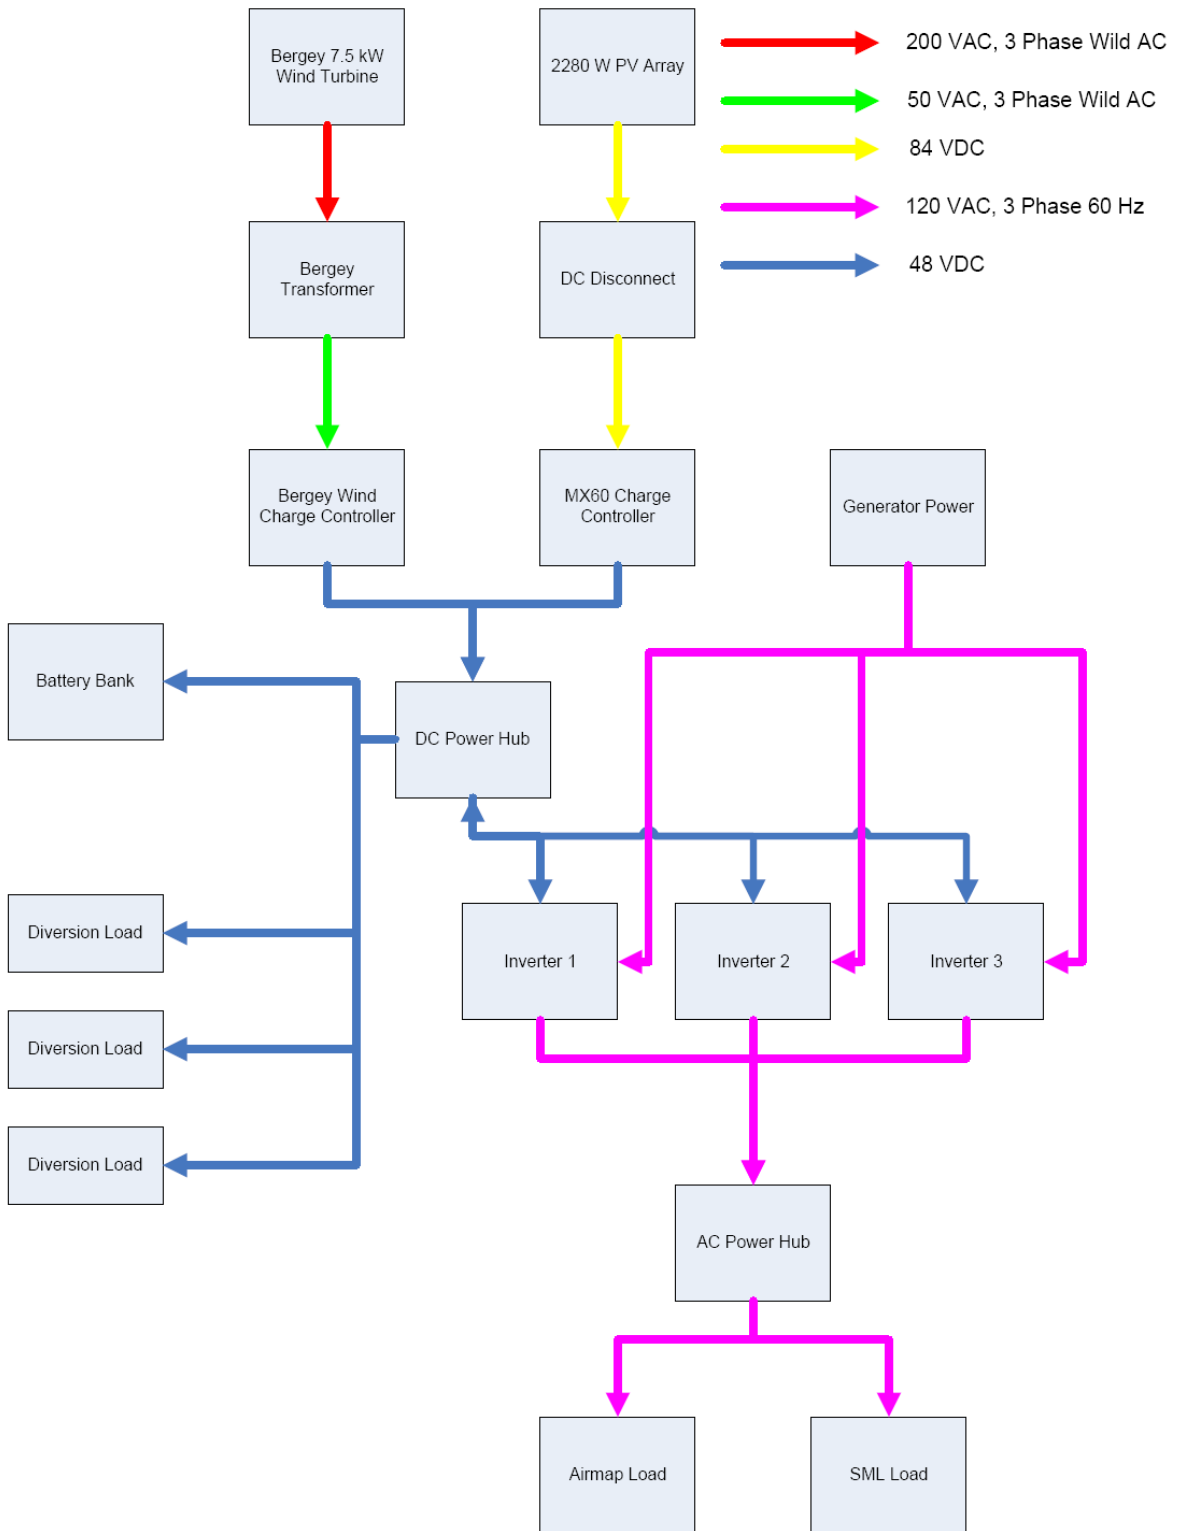 Bergey 7.5 kW
Wind Turbine
2280 W PV Array
200 VAC, 3 Phase Wild AC
50 VAC, 3 Phase Wild AC
84 VDC
120 VAC, 3 Phase 60 Hz
48 VDC
Bergey
Transformer
DC Disconnect
Bergey Wind
Charge Controller
MX60 Charge
Controller
Generator Power
Battery Bank
DC Power Hub
Diversion Load
Diversion Load
Diversion Load
Inverter 1
Inverter 2
Inverter 3
AC Power Hub
Airmap Load
SML Load